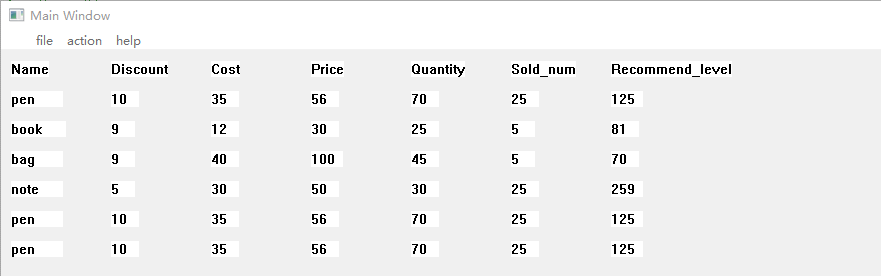 Main Window
file action help
Name Discount Cost Price Quantity Sold_num Recommend_level
pen 10 35 56 70 25 125
book 9 12 30 25 5 81
bag 9 40 100 45 5 70
note 5 30 50 30 25 259
pen 10 35 56 70 25 125
pen 10 35 56 70 25 125